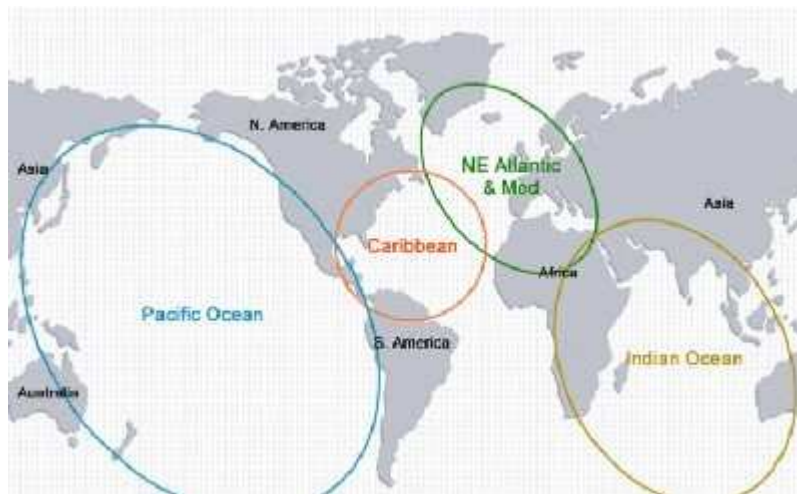 N. America
Asia
NE Atlantic
& Med
Asia
Caribbean
Africa
Pacific Ocean
S. America
Indian Ocean
Australia